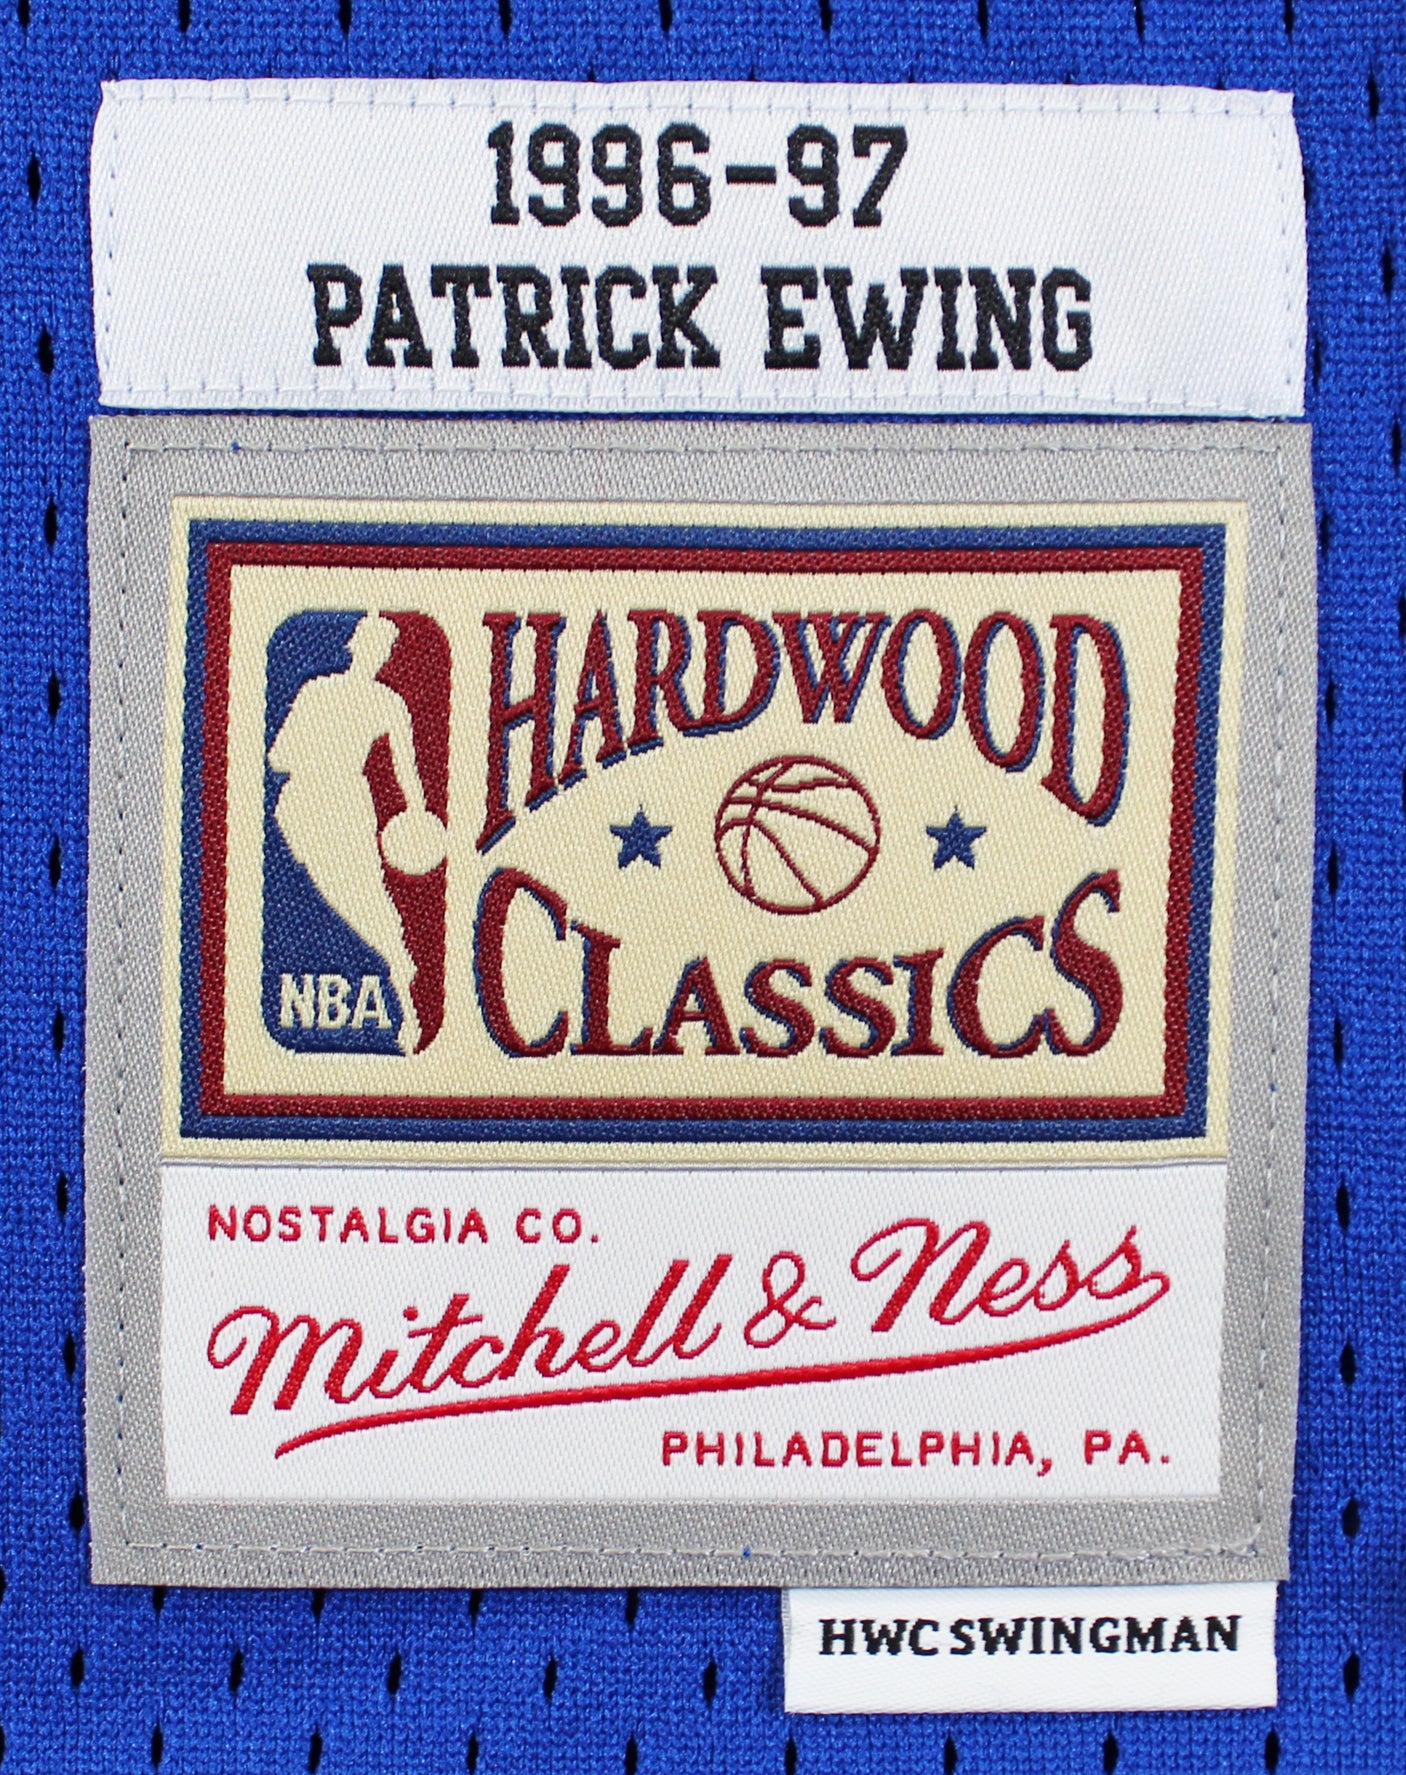 1996-97
PATRICK EWING
HARDWOOD
CLASSICS
NBA
NOSTALGIA CO.
Mitchell & Ness
PHILADELPHIA, PA.
HWC SWINGMAN